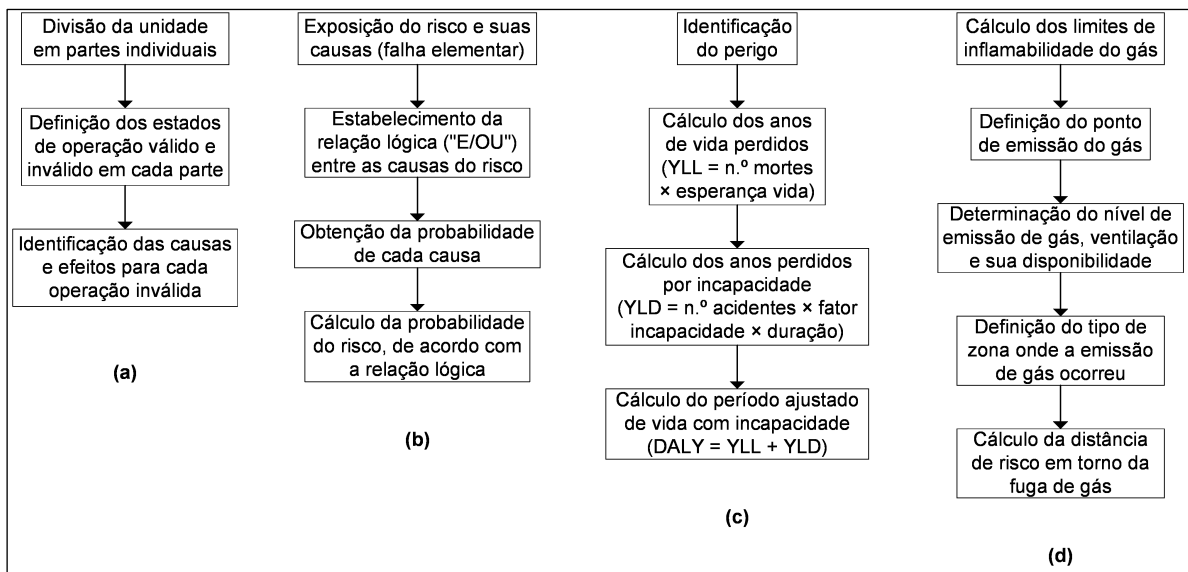 Divisão da unidade
em partes individuais
Definição dos estados
de operação válido e
inválido em cada parte
Identificação das causas
e efeitos para cada
operação inválida
(a)
Exposição do risco e suas
causas (falha elementar)
Estabelecimento da
relação lógica ("E/OU")
entre as causas do risco
Obtenção da probabilidade
de cada causa
Cálculo da probabilidade
do risco, de acordo com
a relação lógica
(b)
Identificação
do perigo
Cálculo dos anos
de vida perdidos
(YLL = n.º mortes
× esperança vida)
Cálculo dos anos perdidos
por incapacidade
(YLD = n.º acidentes × fator
incapacidade × duração)
Cálculo do período ajustado
de vida com incapacidade
(DALY = YLL + YLD)
(c)
Cálculo dos limites de
inflamabilidade do gás
Definição do ponto
de emissão do gás
Determinação do nível de
emissão de gás, ventilação
e sua disponibilidade
Definição do tipo de
zona onde a emissão
de gás ocorreu
Cálculo da distância
de risco em torno da
fuga de gás
(d)